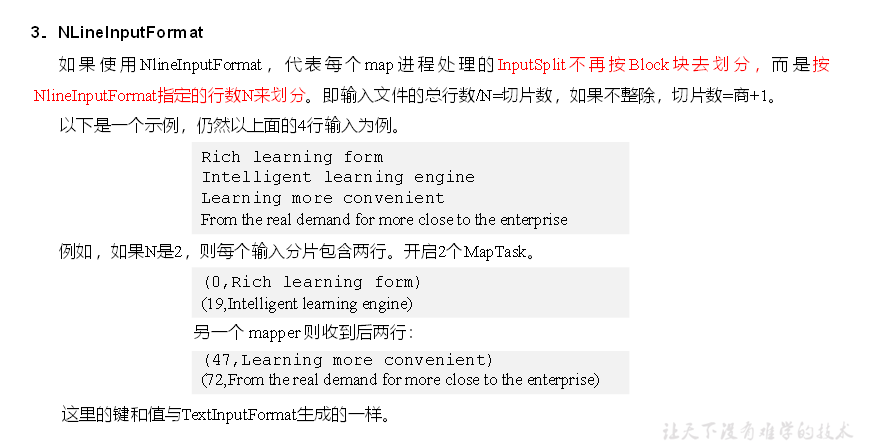 3．NLineInputFormat
如果使用NlineInputFormat，代表每个map进程处理的InputSplit不再按Block块去划分，而是按
NlineInputFormat指定的行数N来划分。即输入文件的总行数/N=切片数，如果不整除，切片数=商+1。
以下是一个示例，仍然以上面的4行输入为例。
Rich learning form
Intelligent learning engine
Learning more convenient
From the real demand for more close to the enterprise
例如，如果N是2，则每个输入分片包含两行。开启2个MapTask。
(0,Rich learning form)
(19,Intelligent learning engine)
另一个 mapper 则收到后两行：
(47,Learning more convenient)
(72,From the real demand for more close to the enterprise)
这里的键和值与TextInputFormat生成的一样。
让天下没有难学的技术